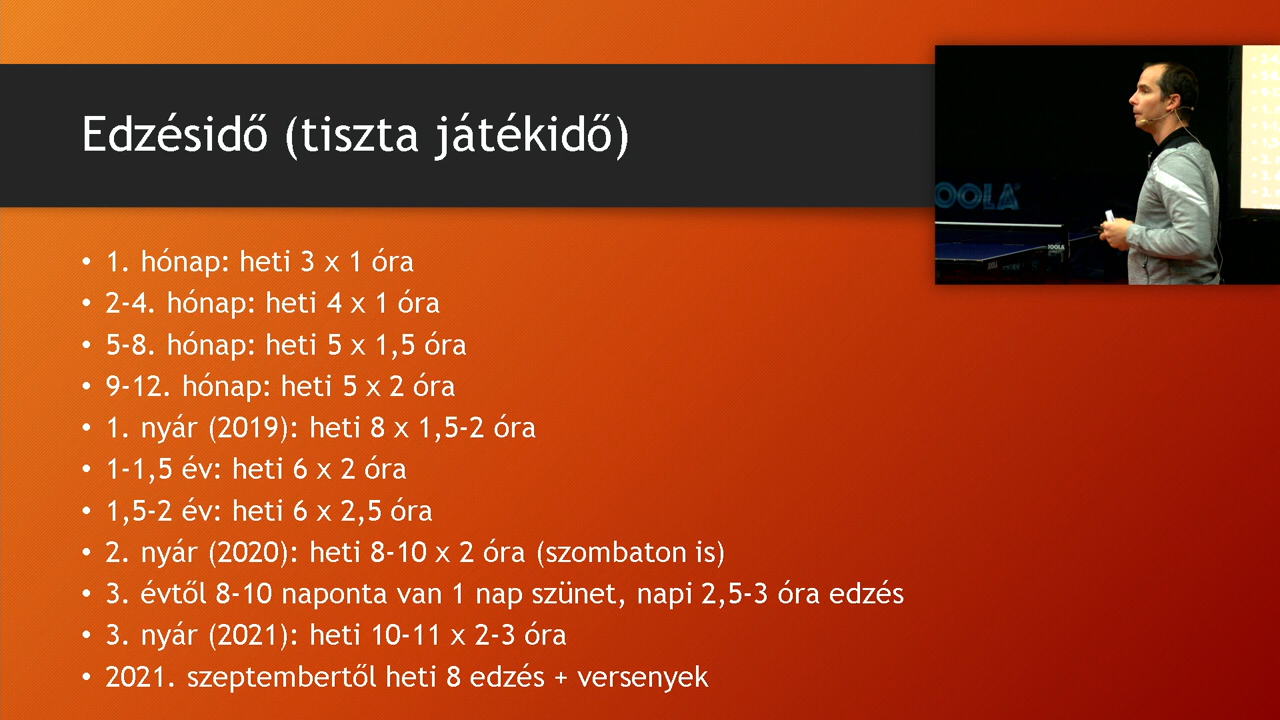 Edzésidő (tiszta játékidő)
JOOLA
JOOLA
• 1. hónap: heti 3 x 1 óra
• 2-4. hónap: heti 4 x 1 óra
• 5-8. hónap: heti 5 x 1,5 óra
• 9-12. hónap: heti 5 x 2 óra
• 1. nyár (2019): heti 8 x 1,5-2 óra
• 1-1,5 év: heti 6 x 2 óra
• 1,5-2 év: heti 6 x 2,5 óra
• 2. nyár (2020): heti 8-10 x 2 óra (szombaton is)
• 3. évtől 8-10 naponta van 1 nap szünet, napi 2,5-3 óra edzés
• 3. nyár (2021): heti 10-11 x 2-3 óra
• 2021. szeptembertől heti 8 edzés + versenyek